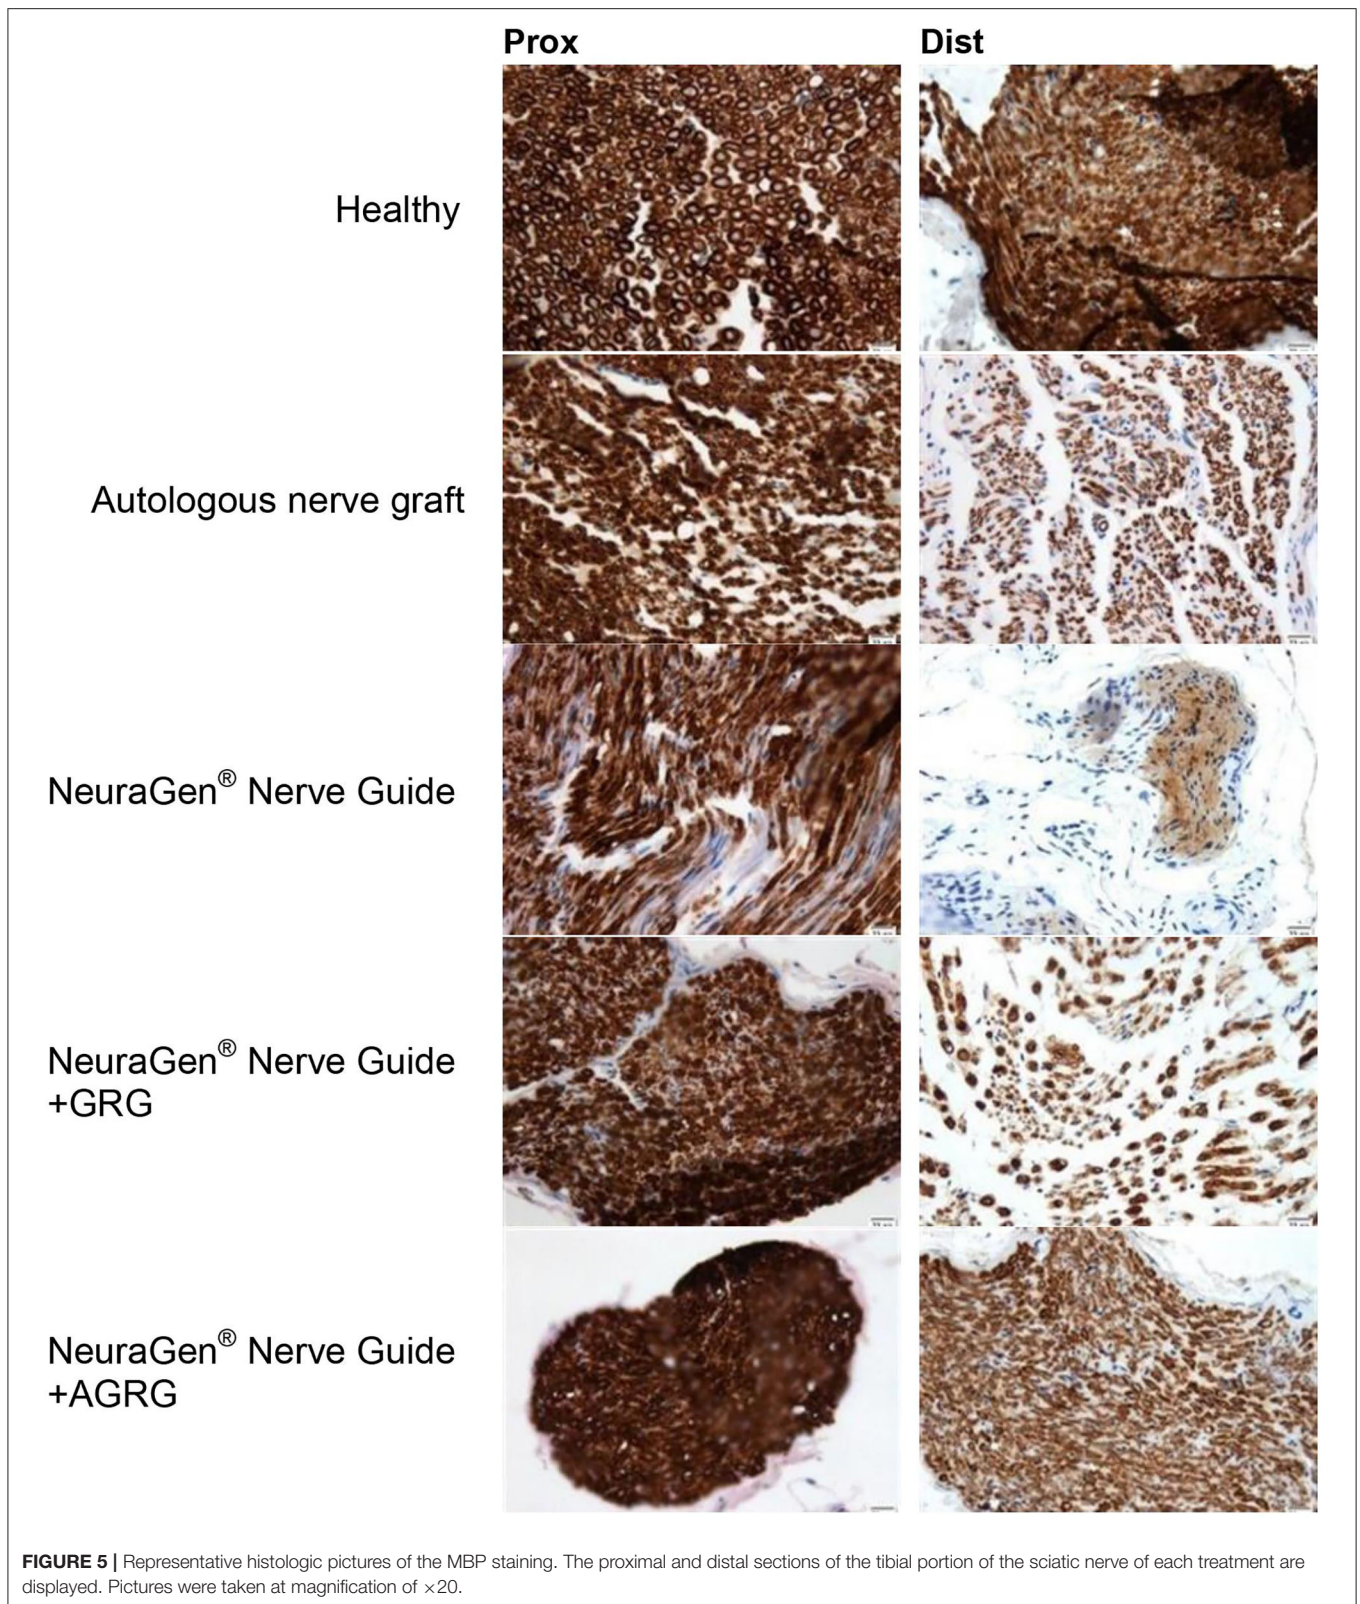 Prox Dist
Healthy
Autologous nerve graft
NeuraGen® Nerve Guide
NeuraGen® Nerve Guide
+GRG
NeuraGen® Nerve Guide
+AGRG
FIGURE 5 | Representative histologic pictures of the MBP staining. The proximal and distal sections of the tibial portion of the sciatic nerve of each treatment are
displayed. Pictures were taken at magnification of ×20.